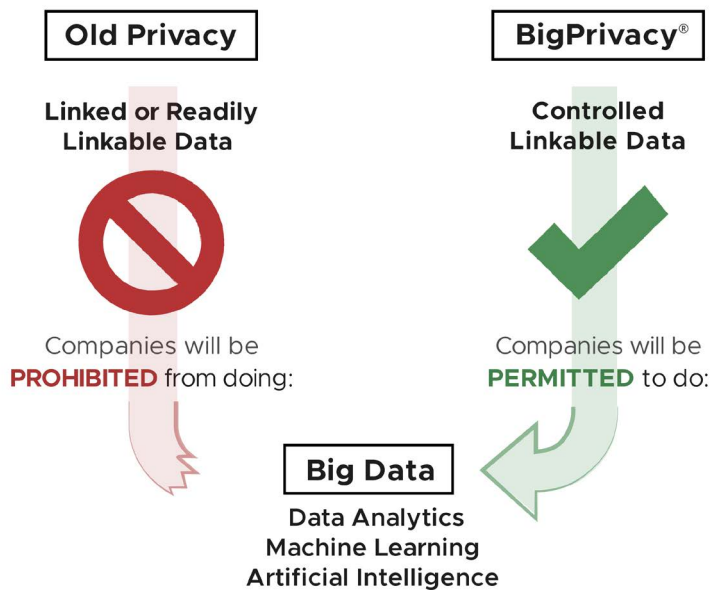 Old Privacy
Linked or Readily
Linkable Data
Companies will be
PROHIBITED from doing:
BigPrivacy®
Controlled
Linkable Data
Companies will be
PERMITTED to do:
Big Data
Data Analytics
Machine Learning
Artificial Intelligence